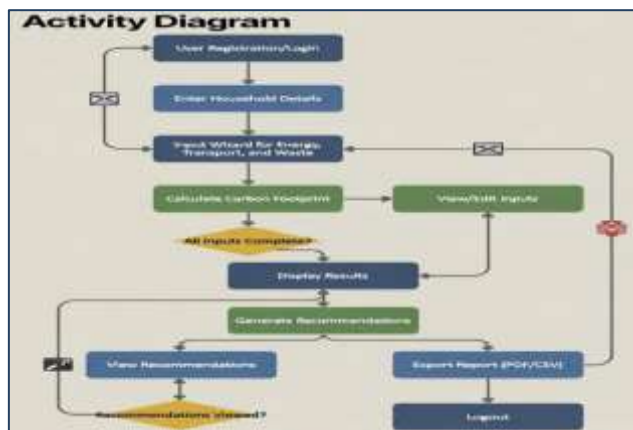 Activity Diagram
User Registration/Login
Enter Household Details
Input Wizard for Energy,
Transport, and Waste
Calculate Carbon Footprint
View/Edit Inputs
All Inputs Complete?
Display Results
Generate Recommendations
View Recommendations
Export Report (PDF/CSV)
Recommendations Viewed?
Logout